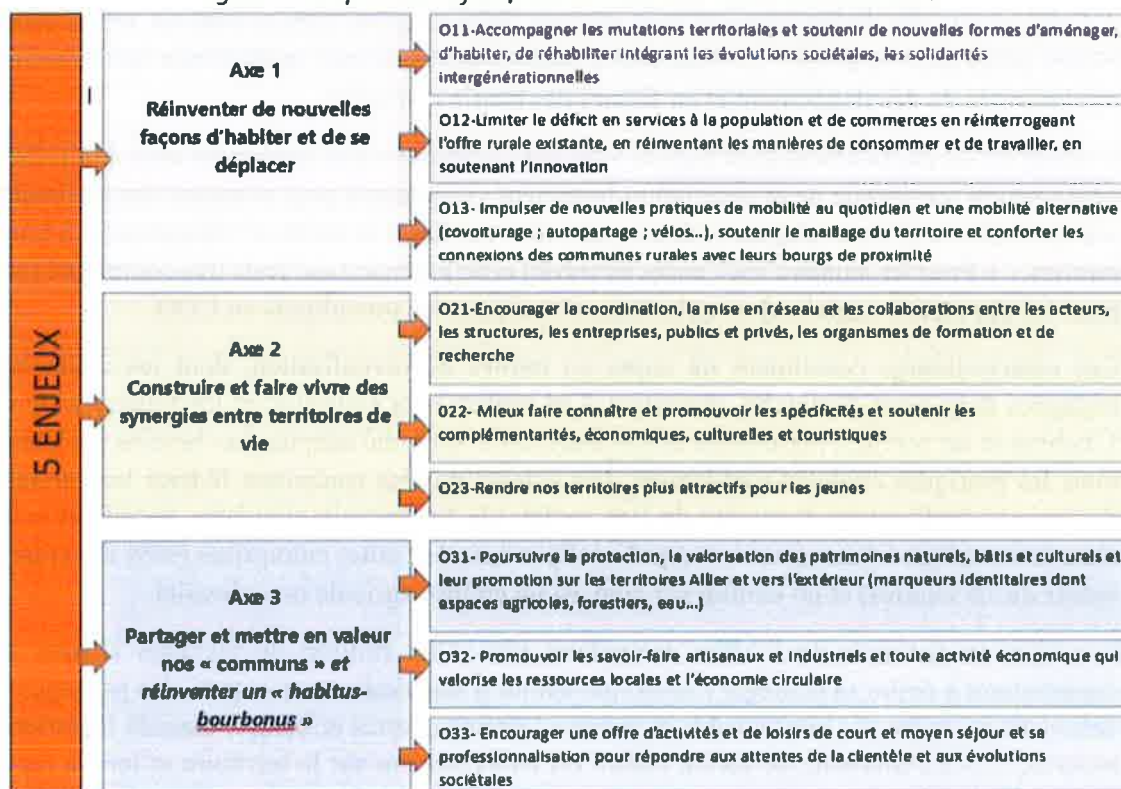 5 ENJEUX
Axe 1
Réinventer de nouvelles
façons d'habiter et de se
déplacer
O11-Accompagner les mutations territoriales et soutenir de nouvelles formes d'aménager,
d'habiter, de réhabiliter intégrant les évolutions sociétales, les solidarités
intergénérationnelles
O12-Limiter le déficit en services à la population et de commerces en réinterrogeant
l'offre rurale existante, en réinventant les manières de consommer et de travailler, en
soutenant l'innovation
O13- Impulser de nouvelles pratiques de mobilité au quotidien et une mobilité alternative
(covoiturage ; autopartage ; vélos...), soutenir le maillage du territoire et conforter les
connexions des communes rurales avec leurs bourgs de proximité
Axe 2
Construire et faire vivre des
synergies entre territoires de
vie
O21-Encourager la coordination, la mise en réseau et les collaborations entre les acteurs,
les structures, les entreprises, publics et privés, les organismes de formation et de
recherche
O22- Mieux faire connaître et promouvoir les spécificités et soutenir les
complémentarités, économiques, culturelles et touristiques
O23-Rendre nos territoires plus attractifs pour les jeunes
Axe 3
Partager et mettre en valeur
nos « communs » et
réinventer un « habitus-
bourbonus »
O31- Poursuivre la protection, la valorisation des patrimoines naturels, bâtis et culturels et
leur promotion sur les territoires Allier et vers l'extérieur (marqueurs identitaires dont
espaces agricoles, forestiers, eau...)
O32- Promouvoir les savoir-faire artisanaux et industriels et toute activité économique qui
valorise les ressources locales et l'économie circulaire
O33- Encourager une offre d'activités et de loisirs de court et moyen séjour et sa
professionnalisation pour répondre aux attentes de la clientèle et aux évolutions
sociétales